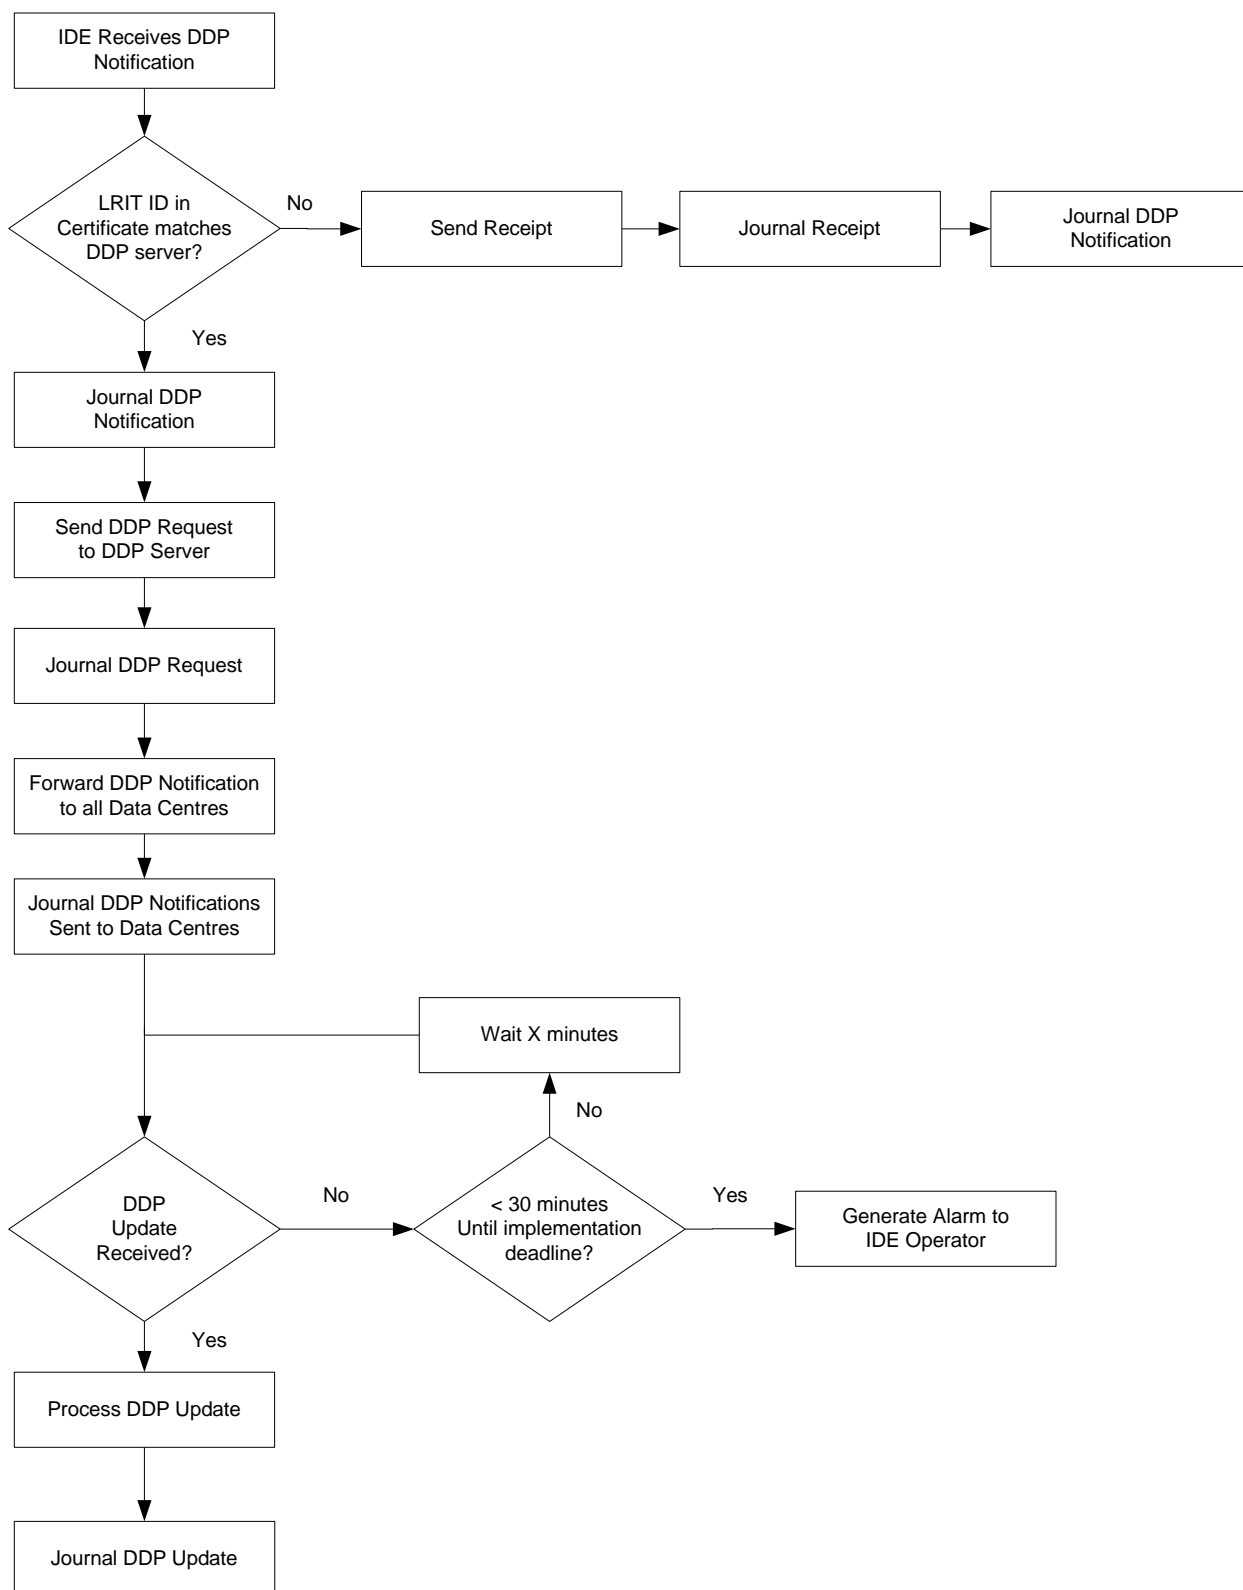 IDE Receives DDP
Notification
LRIT ID in
Certificate matches
DDP server?
No
Send Receipt
Journal Receipt
Journal DDP
Notification
Yes
Journal DDP
Notification
Send DDP Request
to DDP Server
Journal DDP Request
Forward DDP Notification
to all Data Centres
Journal DDP Notifications
Sent to Data Centres
Wait X minutes
No
DDP
Update
Received?
No
< 30 minutes
Until implementation
deadline?
Yes
Generate Alarm to
IDE Operator
Yes
Process DDP Update
Journal DDP Update